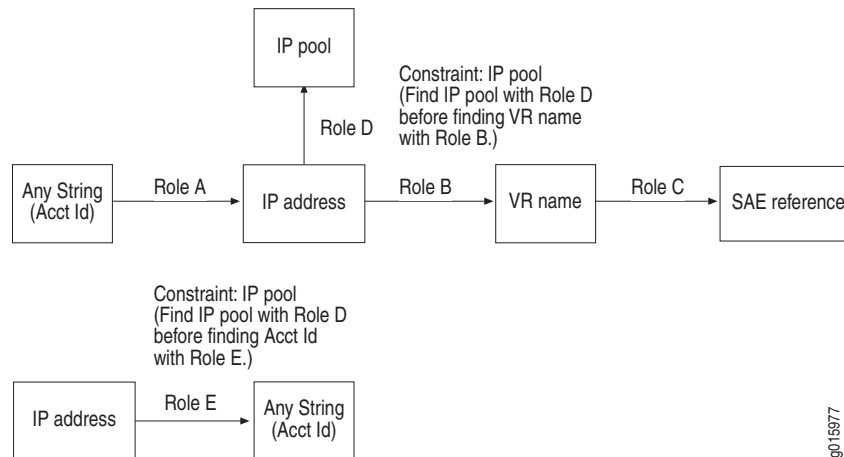 IP pool
Constraint: IP pool
(Find IP pool with Role D
before finding VR name
with Role B.)
Role D
Any String
(Acct Id)
Role A
IP address
Role B
VR name
Role C
SAE reference
Constraint: IP pool
(Find IP pool with Role D
before finding Acct Id
with Role E.)
IP address
Role E
Any String
(Acct Id)
g015977